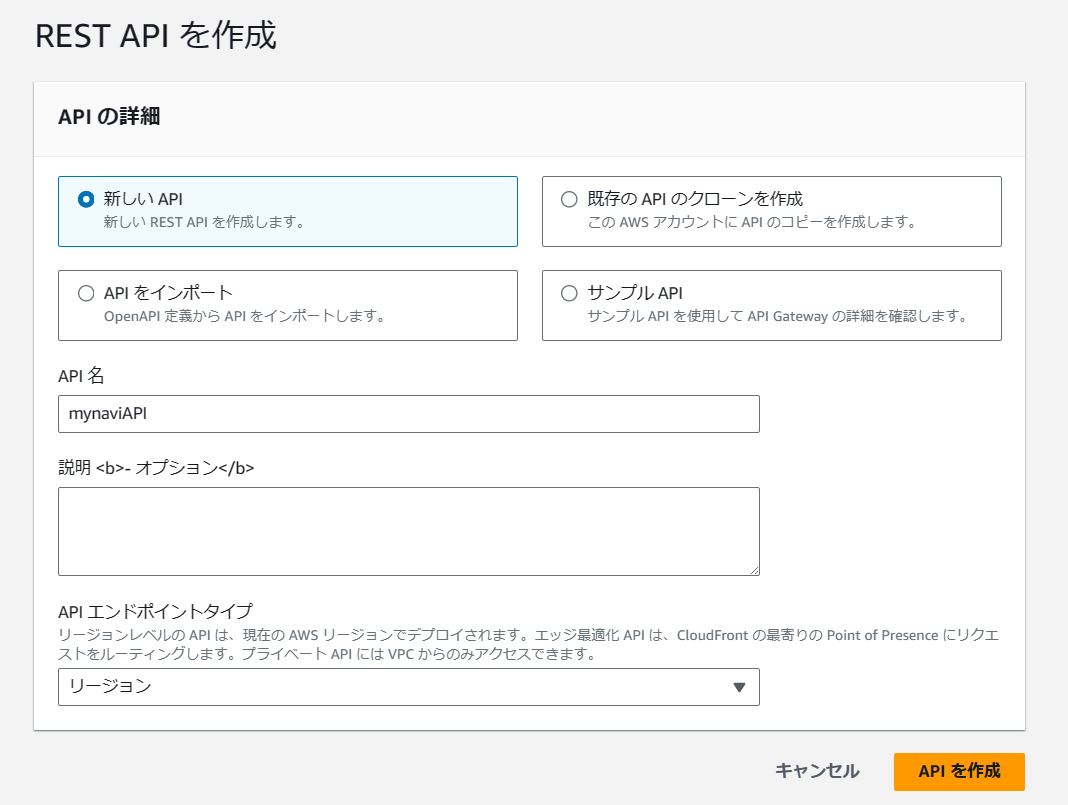 REST API を作成
API の詳細
新しい API
新しい REST API を作成します。
既存の API のクローンを作成
この AWS アカウントに API のコピーを作成します。
API をインポート
OpenAPI 定義から API をインポートします。
サンプル API
サンプル API を使用して API Gateway の詳細を確認します。
API 名
mynaviAPI
説明 <b>- オプション</b>
API エンドポイントタイプ
リージョンレベルの API は、現在の AWS リージョンでデプロイされます。エッジ最適化 API は、CloudFront の最寄りの Point of Presence にリクエ
ストをルーティングします。プライベート API には VPC からのみアクセスできます。
リージョン
キャンセル
API を作成